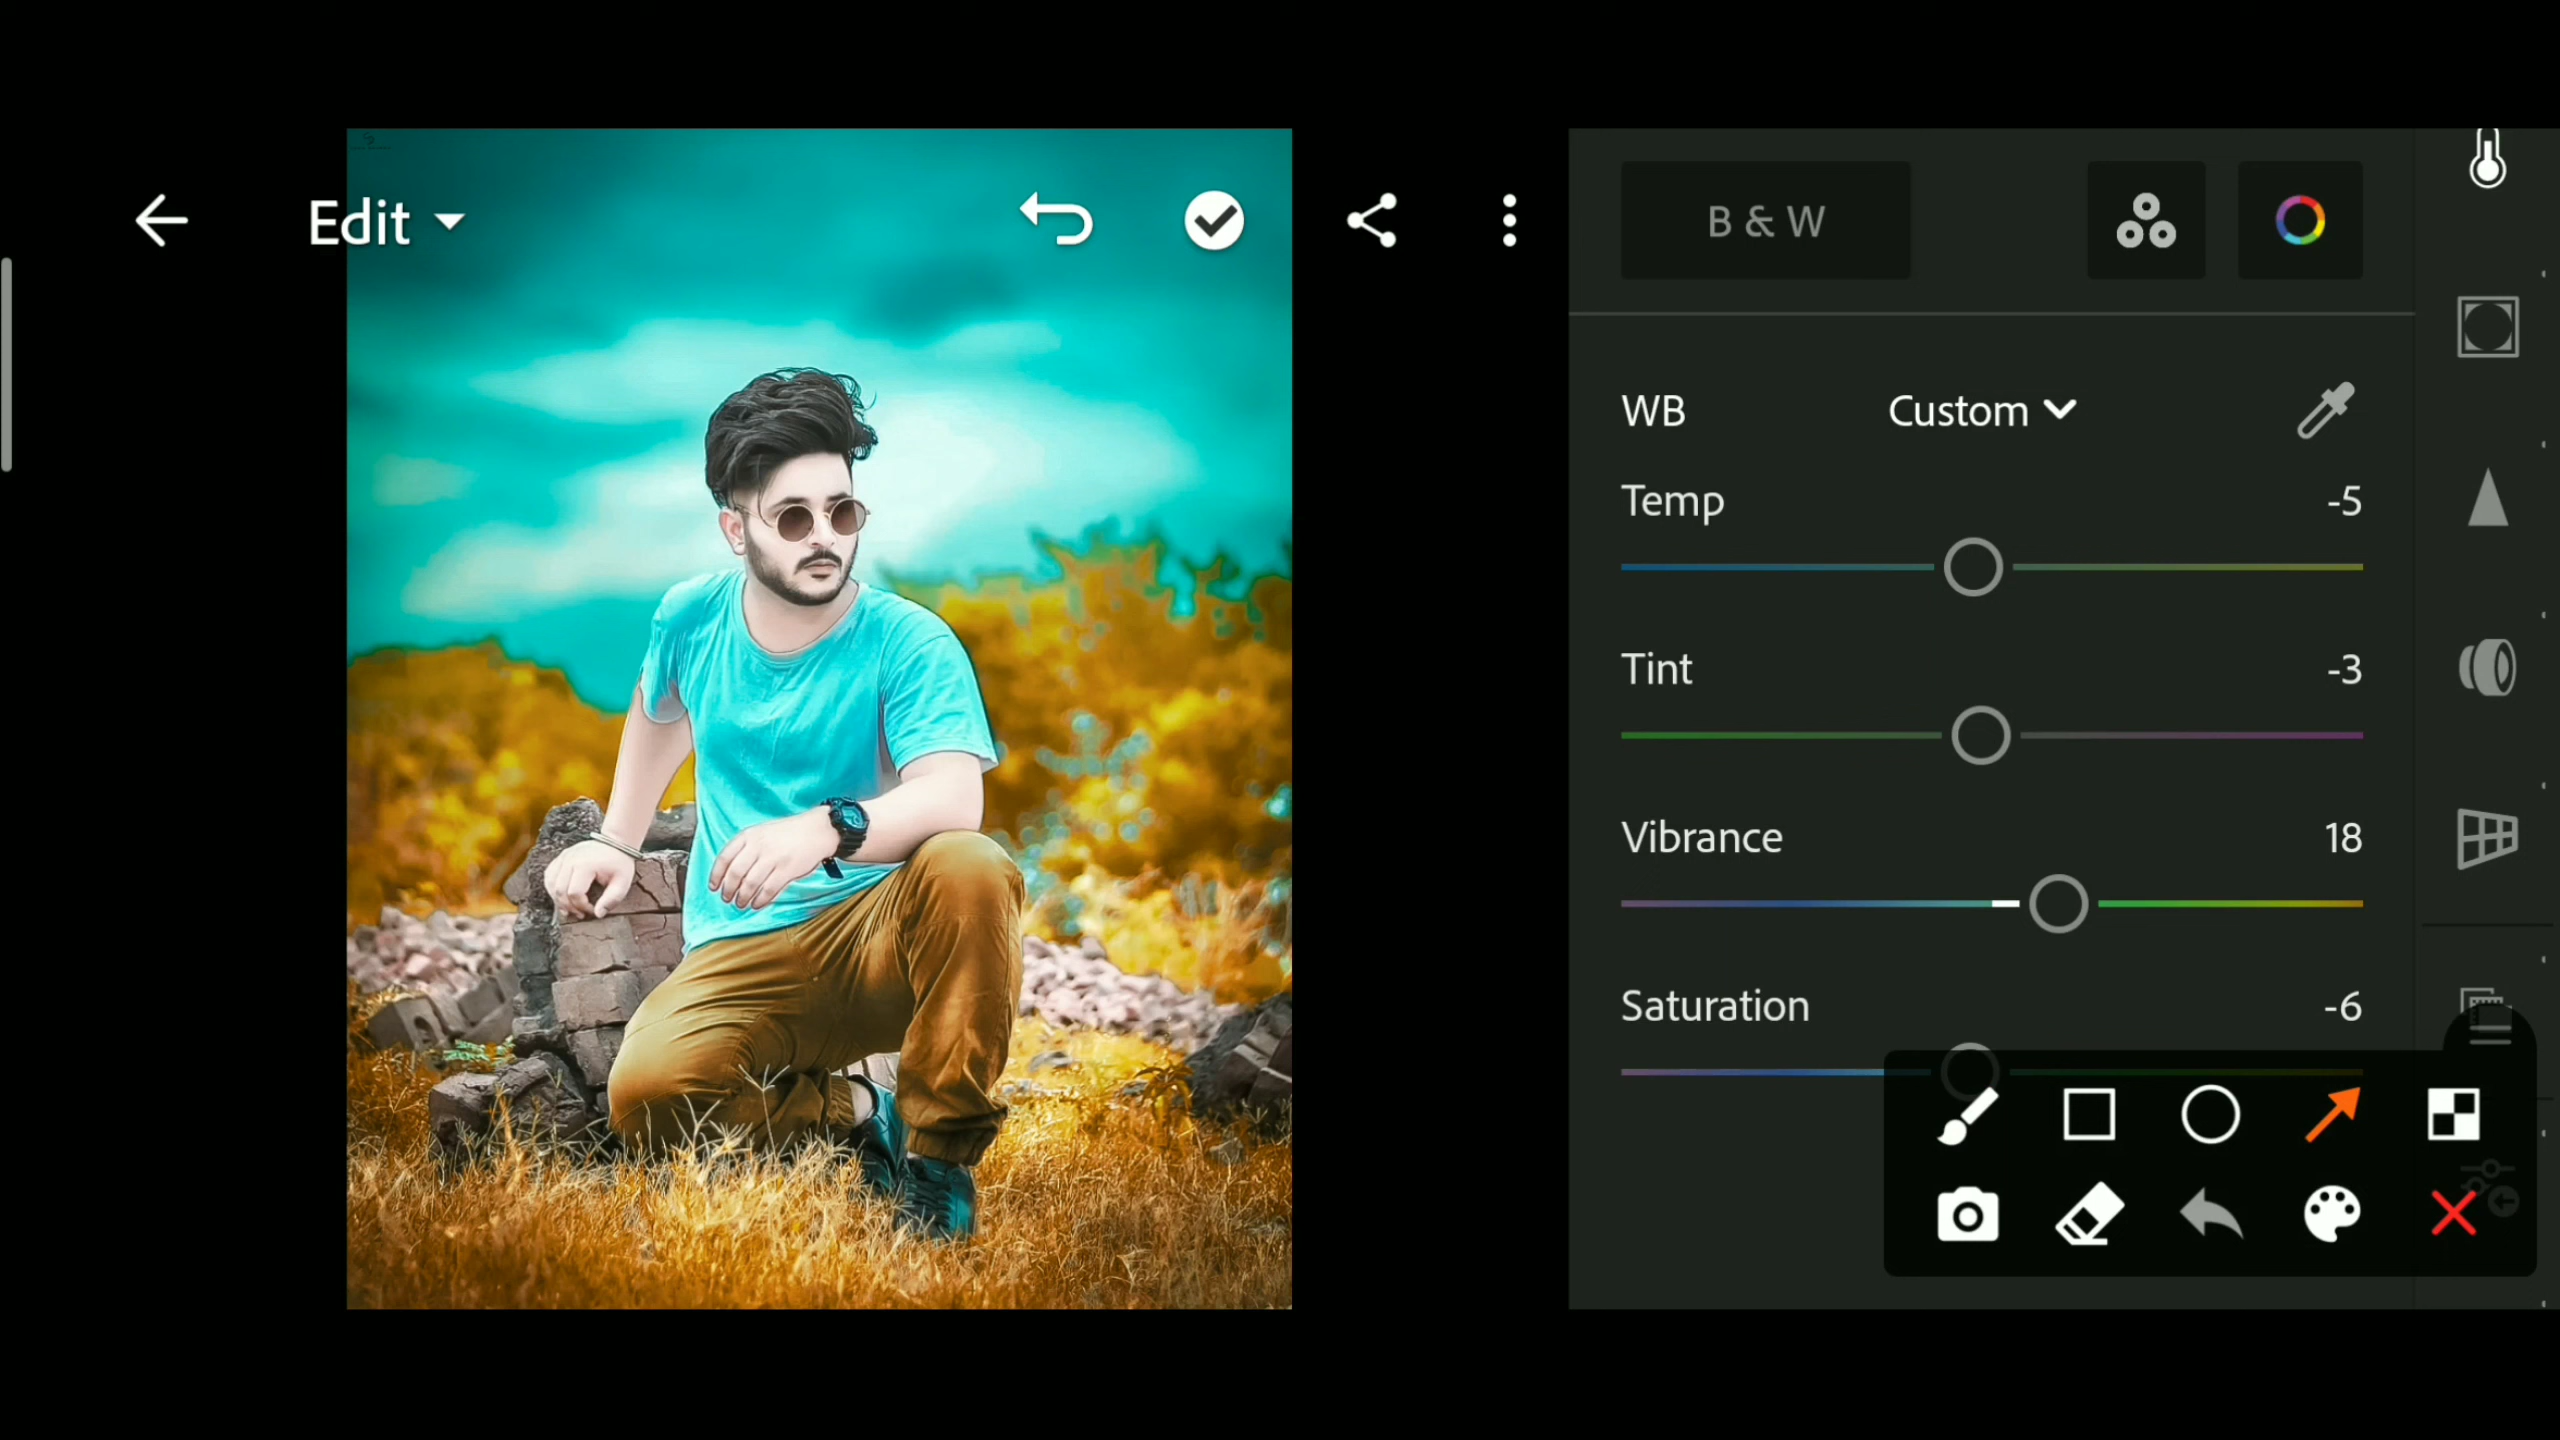 Edit
B & W
WB Custom
Temp -5
Tint -3
Vibrance 18
Saturation -6